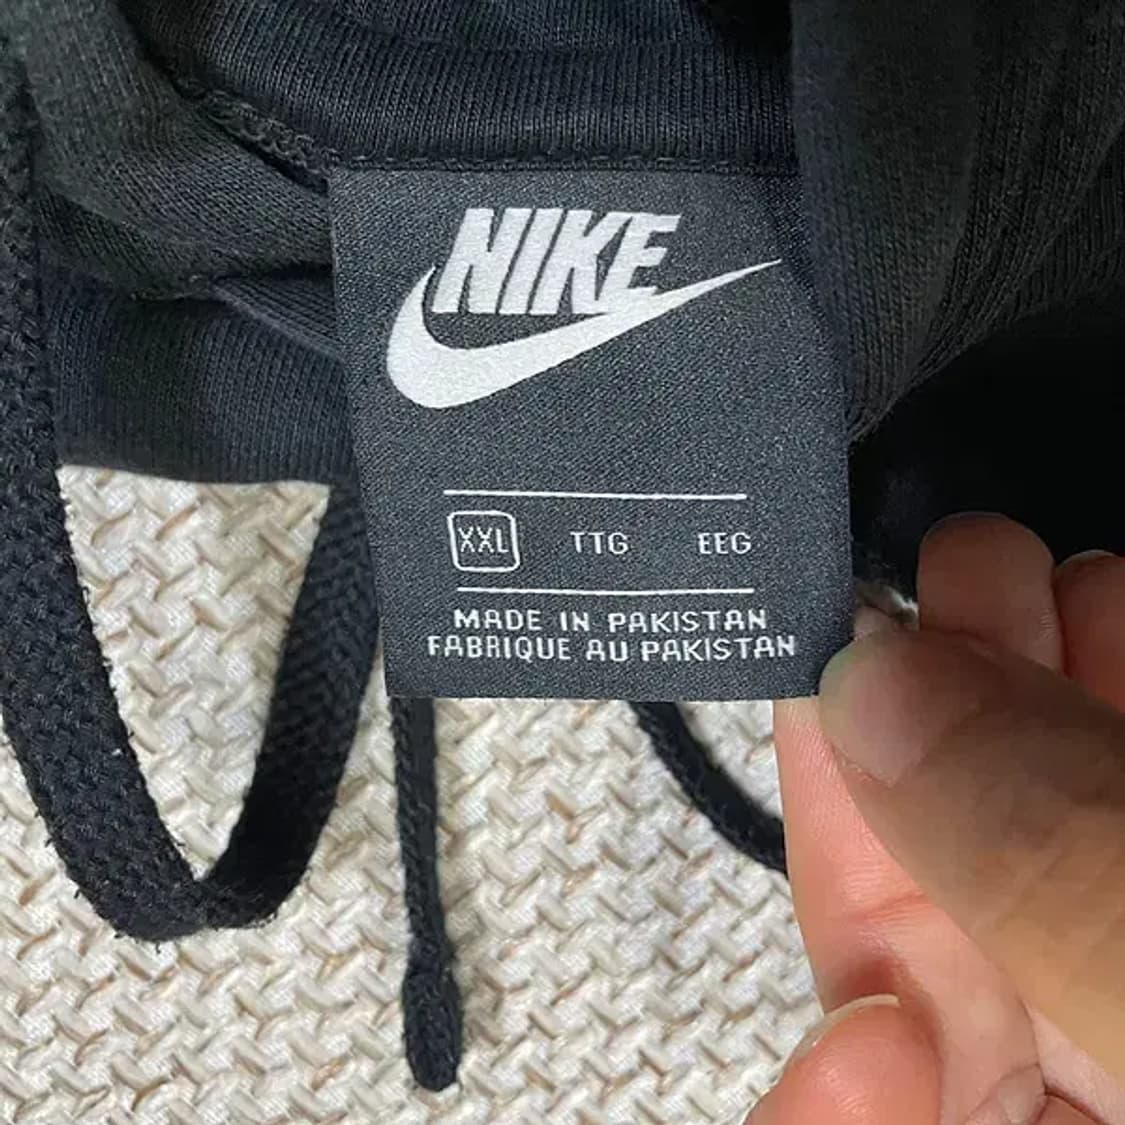 NIKE
XXL TTG EEG
MADE IN PAKISTAN
FABRIQUE AU PAKISTAN